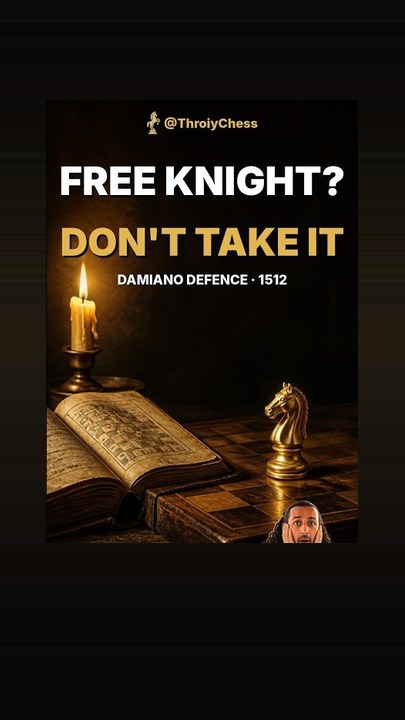 @ThroiyChess
FREE KNIGHT?
DON'T TAKE IT
DAMIANO DEFENCE · 1512